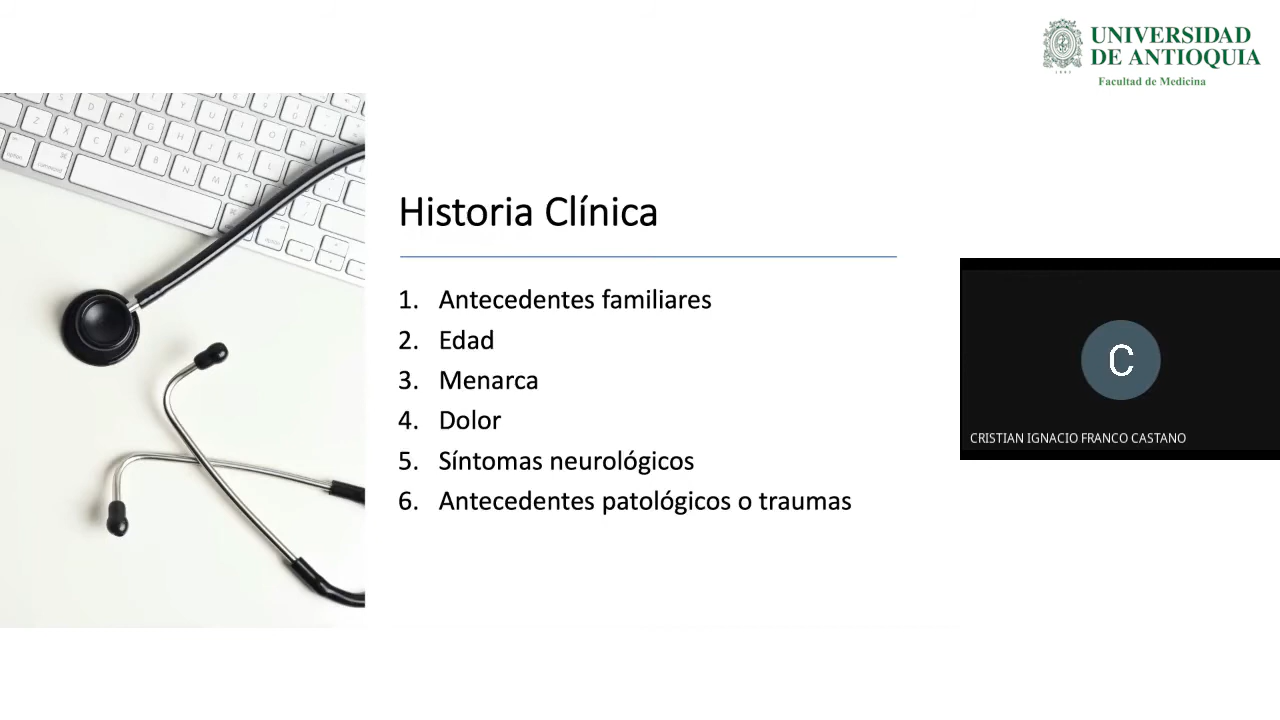 UNIVERSIDAD
DE ANTIOQUIA
1803
Facultad de Medicina
Historia Clínica
1. Antecedentes familiares
2. Edad
3. Menarca
4. Dolor
5. Síntomas neurológicos
6. Antecedentes patológicos o traumas
C
CRISTIAN IGNACIO FRANCO CASTANO